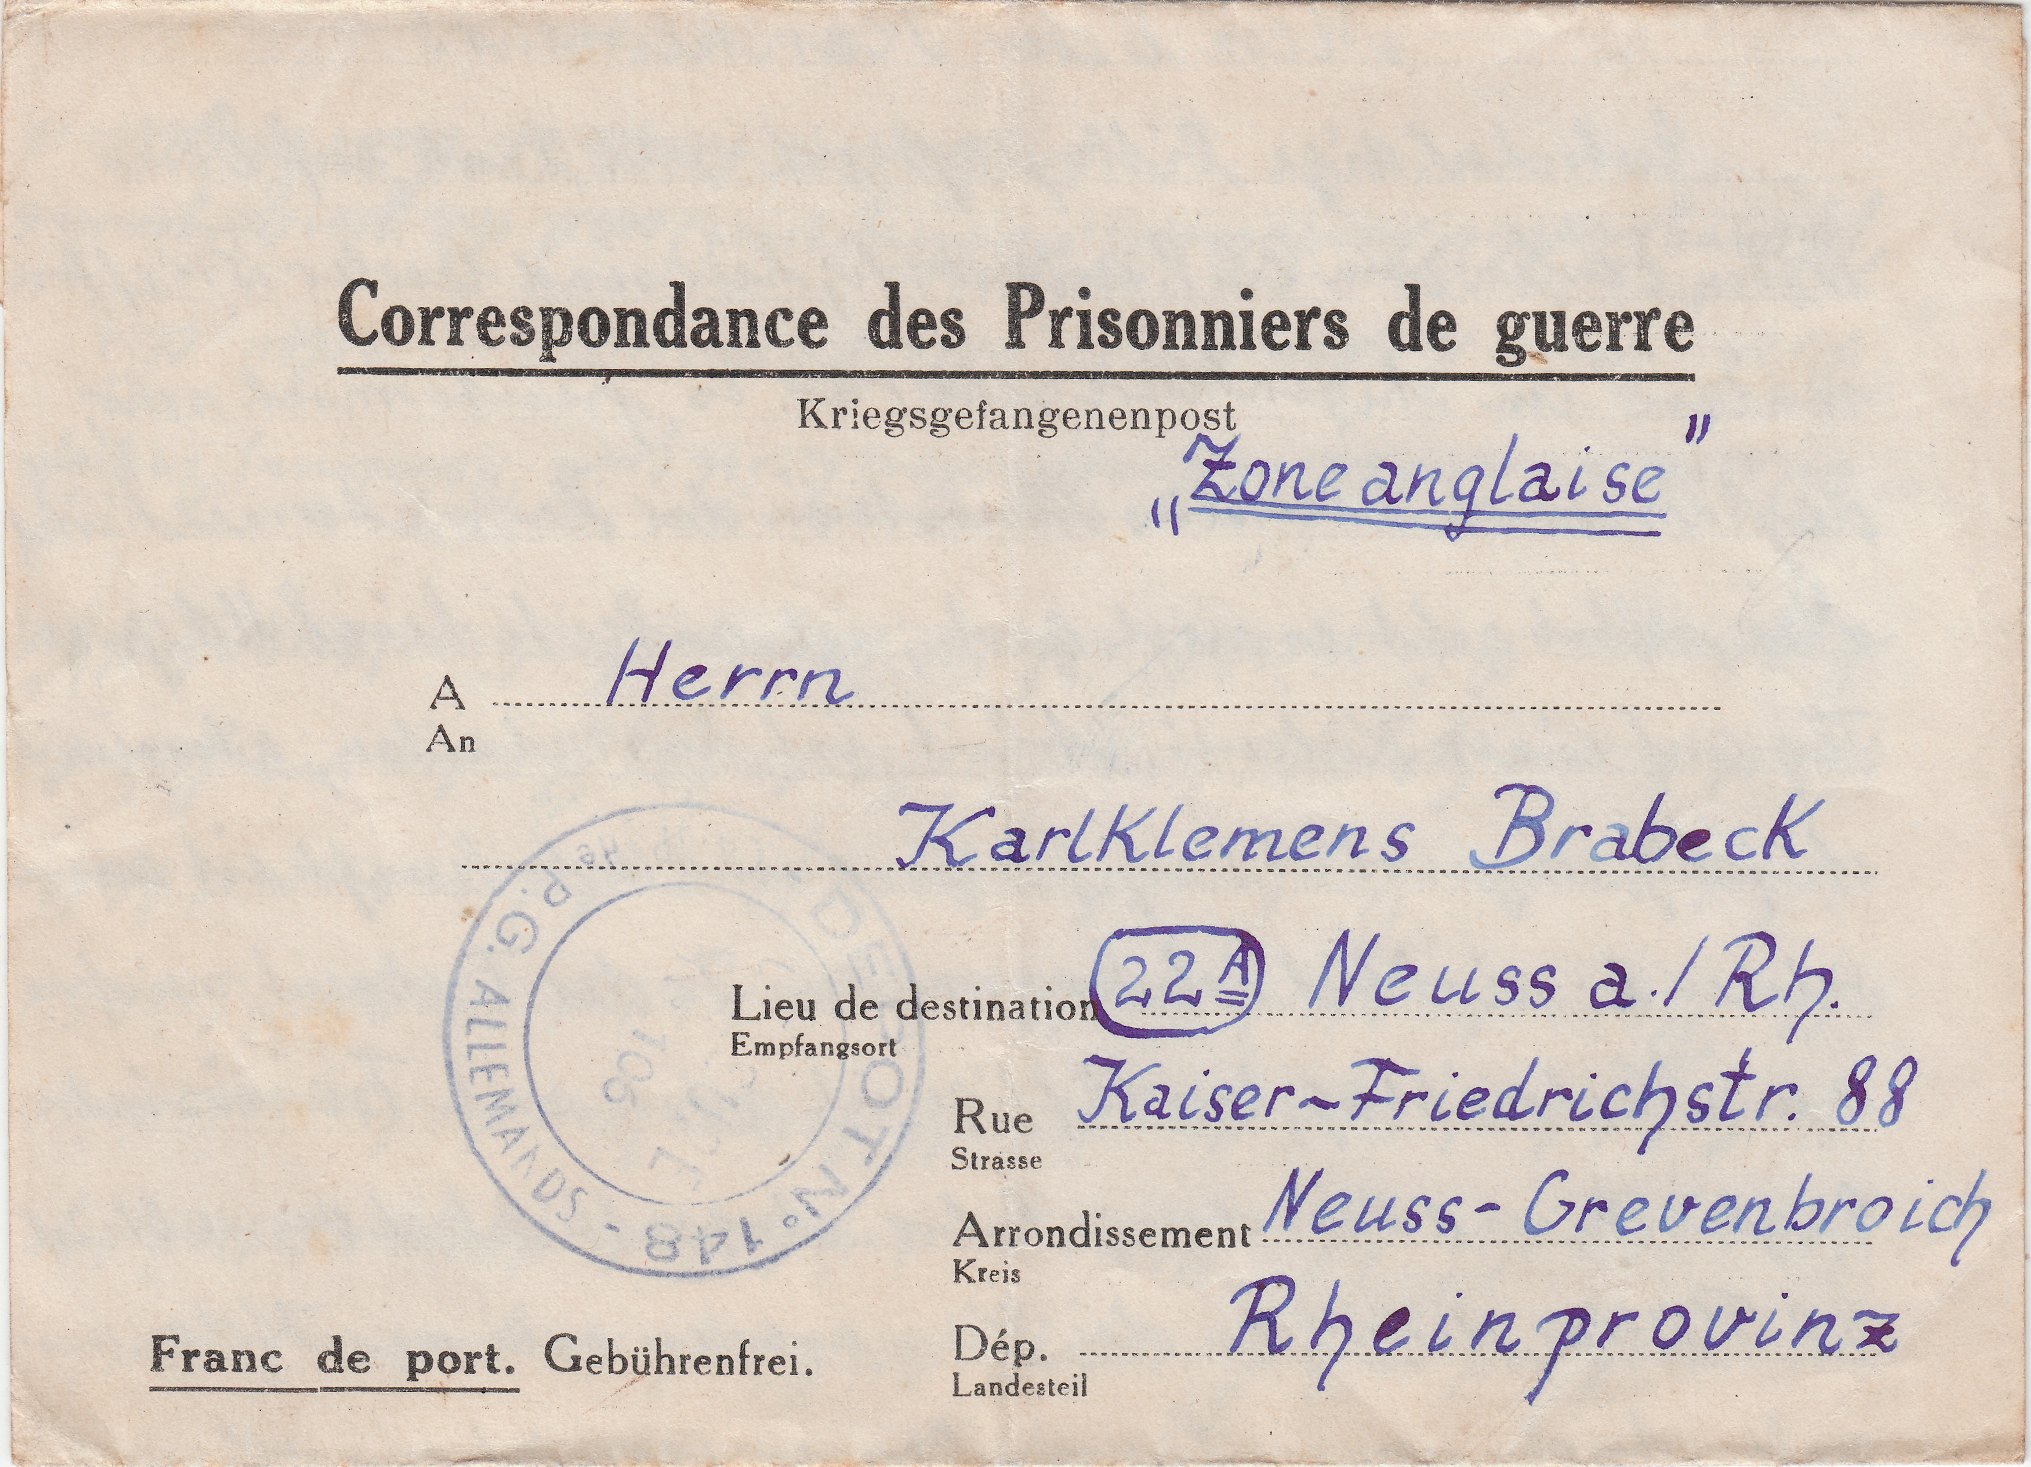 Correspondance des Prisonniers de guerre
Kriegsgefangenenpost
„Zone anglaise"
A Herrn
An
Karlklemens Brabeck
Lieu de destination 22A Neuss a./Rh.
Empfangsort
Rue Kaiser-Friedrichstr. 88
Strasse
Arrondissement Neuss-Grevenbroich
Kreis
Dép. Rheinprovinz
Landesteil
Franc de port. Gebührenfrei.
DEPOT N° 148 - P.G. ALLEMANDS